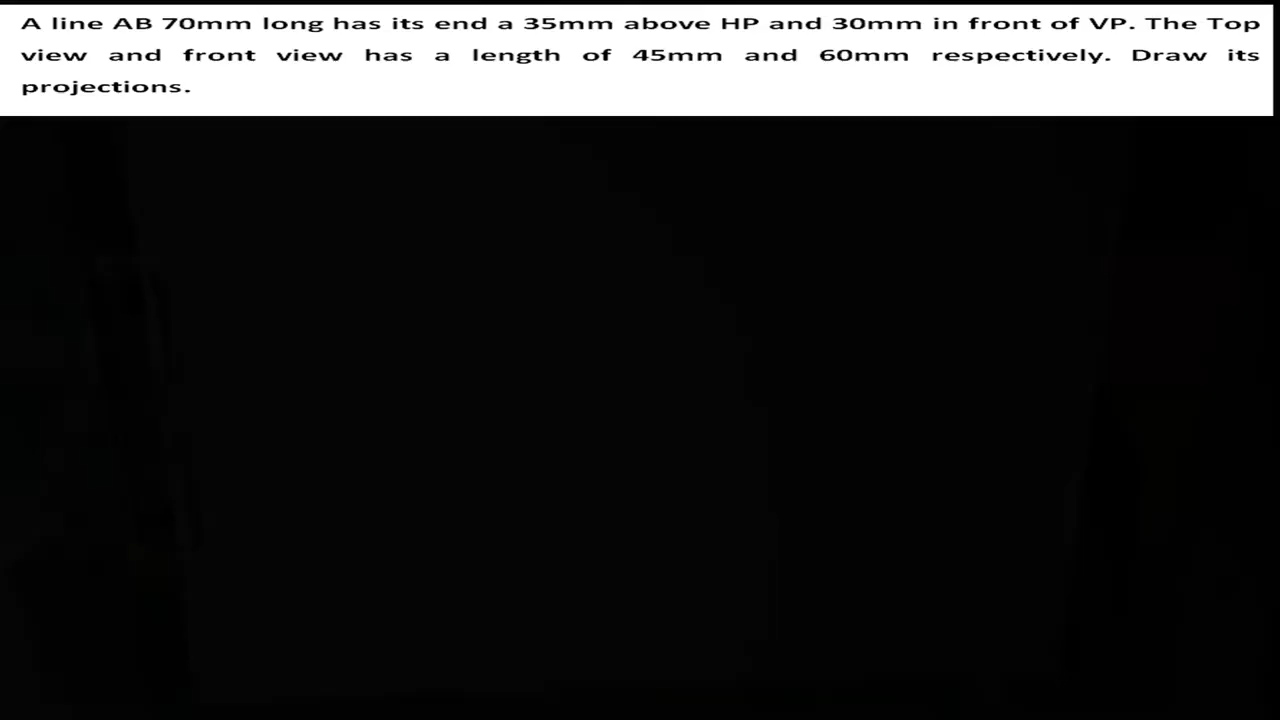 A line AB 70mm long has its end a 35mm above HP and 30mm in front of VP. The Top
view and front view has a length of 45mm and 60mm respectively. Draw its
projections.